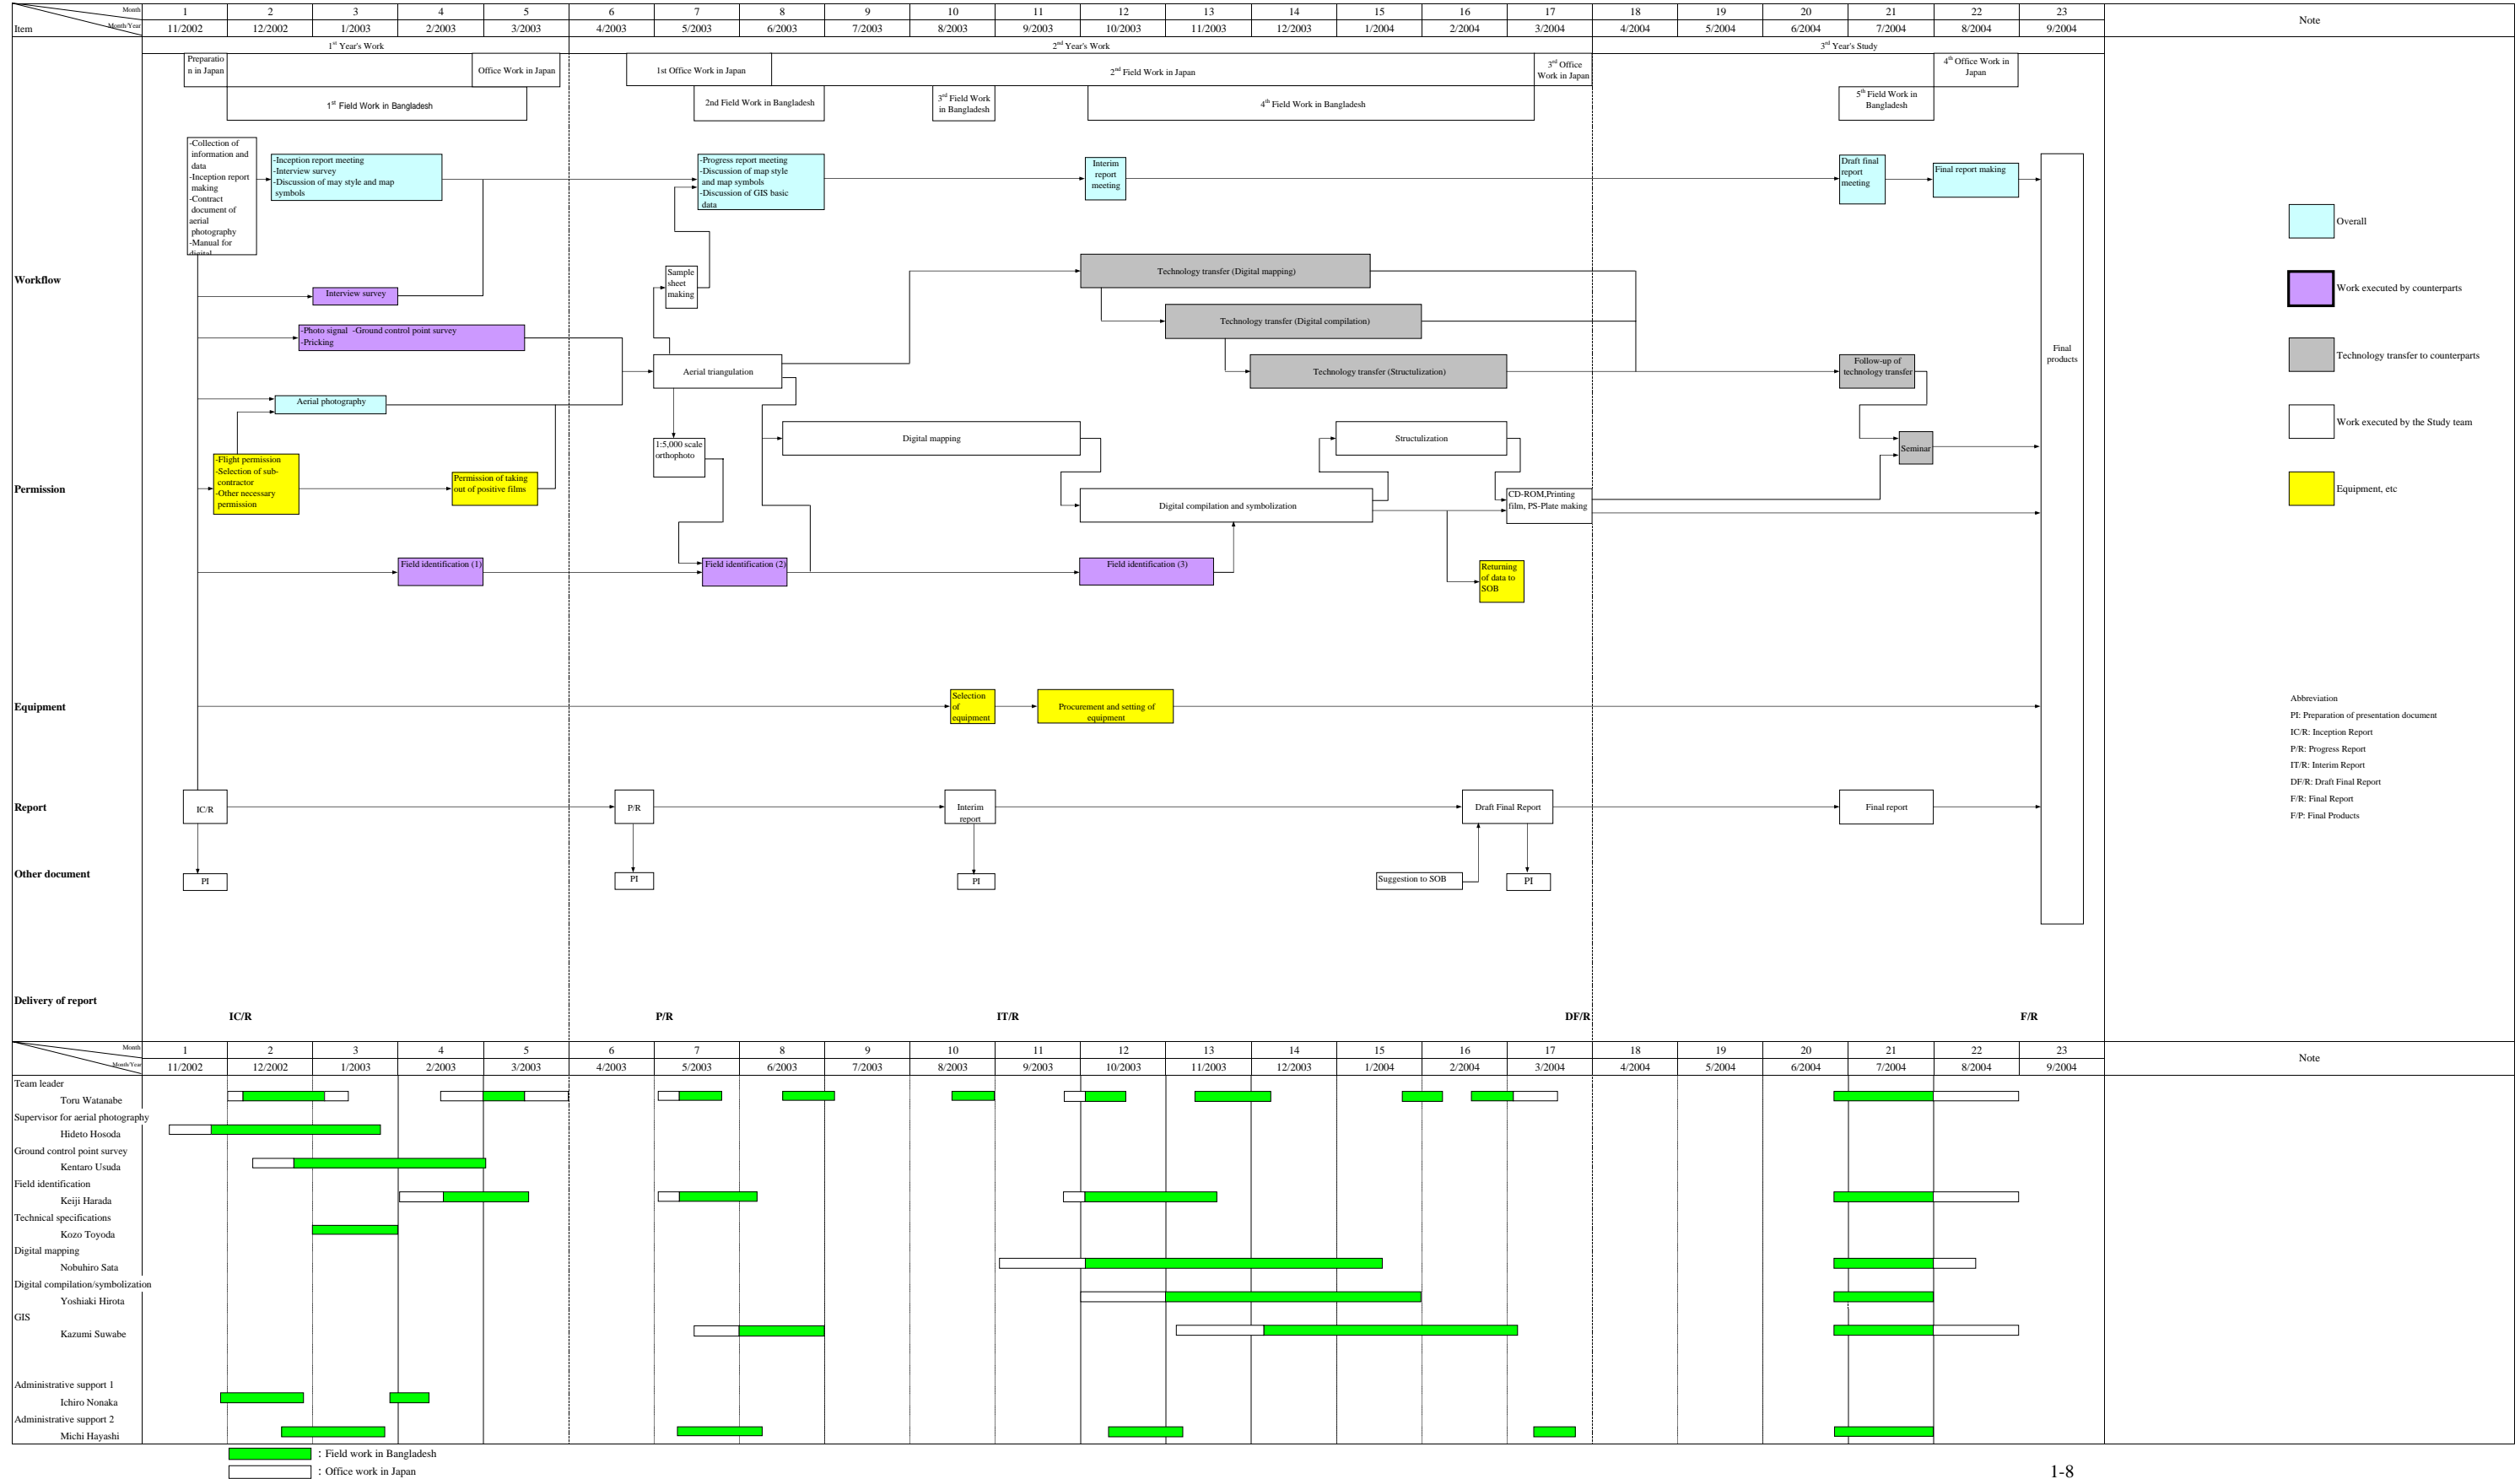 Month 1 2 3 4 5 6 7 8 9 10 11 12 13 14 15 16 17 18 19 20 21 22 23 Note
Item Month/Year 11/2002 12/2002 1/2003 2/2003 3/2003 4/2003 5/2003 6/2003 7/2003 8/2003 9/2003 10/2003 11/2003 12/2003 1/2004 2/2004 3/2004 4/2004 5/2004 6/2004 7/2004 8/2004 9/2004
1st Year's Work 2nd Year's Work 3rd Year's Study
Preparatio
n in Japan
Office Work in Japan
1st Office Work in Japan
2nd Field Work in Japan
3rd Office
Work in Japan
4th Office Work in
Japan
1st Field Work in Bangladesh
2nd Field Work in Bangladesh
3rd Field Work
in Bangladesh
4th Field Work in Bangladesh
5th Field Work in
Bangladesh
-Collection of
information and
data
-Inception report
making
-Contract
document of
aerial
photography
-Manual for
digital
-Inception report meeting
-Interview survey
-Discussion of may style and map
symbols
-Progress report meeting
-Discussion of map style
and map symbols
-Discussion of GIS basic
data
Interim
report
meeting
Draft final
report
meeting
Final report making
Overall
Workflow
Sample
sheet
making
Technology transfer (Digital mapping)
Interview survey
Work executed by counterparts
-Photo signal -Ground control point survey
-Pricking
Technology transfer (Digital compilation)
Final
products
Technology transfer to counterparts
Aerial triangulation
Technology transfer (Structulization)
Follow-up of
technology transfer
Aerial photography
Work executed by the Study team
1:5,000 scale
orthophoto
Digital mapping
Structulization
Seminar
Permission
-Flight permission
-Selection of sub-
contractor
-Other necessary
permission
Permission of taking
out of positive films
Digital compilation and symbolization
CD-ROM,Printing
film, PS-Plate making
Equipment, etc
Field identification (1)
Field identification (2)
Field identification (3)
Returning
of data to
SOB
Equipment
Selection
of
equipment
Procurement and setting of
equipment
Abbreviation
PI: Preparation of presentation document
IC/R: Inception Report
P/R: Progress Report
IT/R: Interim Report
DF/R: Draft Final Report
F/R: Final Report
F/P: Final Products
Report
IC/R
P/R
Interim
report
Draft Final Report
Final report
Other document
PI
PI
PI
Suggestion to SOB
PI
Delivery of report
IC/R P/R IT/R DF/R F/R
Month 1 2 3 4 5 6 7 8 9 10 11 12 13 14 15 16 17 18 19 20 21 22 23 Note
Month/Year 11/2002 12/2002 1/2003 2/2003 3/2003 4/2003 5/2003 6/2003 7/2003 8/2003 9/2003 10/2003 11/2003 12/2003 1/2004 2/2004 3/2004 4/2004 5/2004 6/2004 7/2004 8/2004 9/2004
Team leader
Toru Watanabe
Supervisor for aerial photography
Hideto Hosoda
Ground control point survey
Kentaro Usuda
Field identification
Keiji Harada
Technical specifications
Kozo Toyoda
Digital mapping
Nobuhiro Sata
Digital compilation/symbolization
Yoshiaki Hirota
GIS
Kazumi Suwabe
Administrative support 1
Ichiro Nonaka
Administrative support 2
Michi Hayashi
: Field work in Bangladesh
: Office work in Japan
1-8